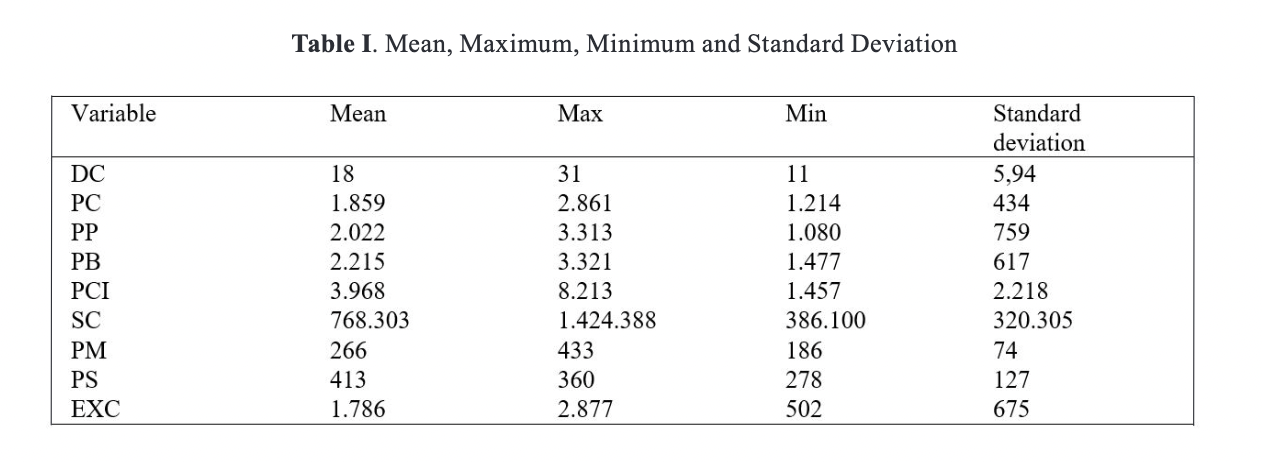 Table I. Mean, Maximum, Minimum and Standard Deviation
Variable Mean Max Min Standard deviation
DC 18 31 11 5,94
PC 1.859 2.861 1.214 434
PP 2.022 3.313 1.080 759
PB 2.215 3.321 1.477 617
PCI 3.968 8.213 1.457 2.218
SC 768.303 1.424.388 386.100 320.305
PM 266 433 186 74
PS 413 360 278 127
EXC 1.786 2.877 502 675